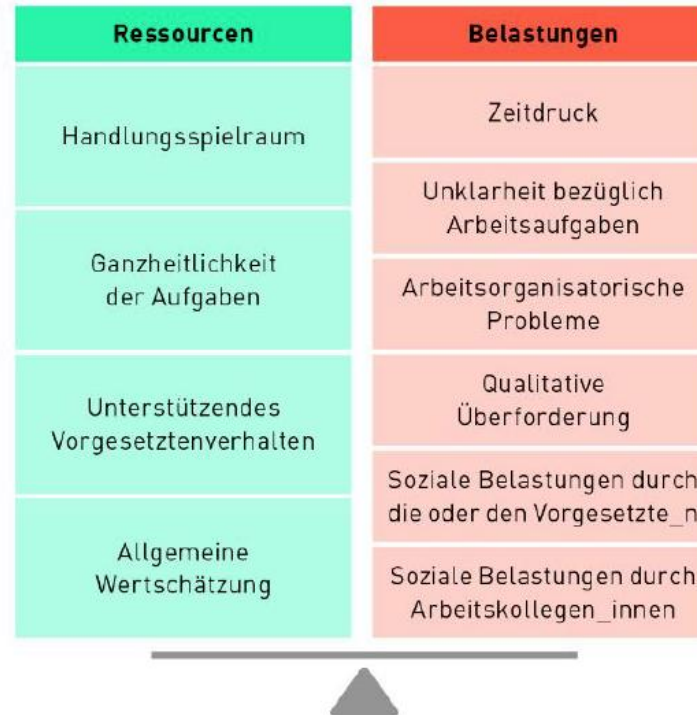 Ressourcen
Handlungsspielraum
Ganzheitlichkeit
der Aufgaben
Unterstützendes
Vorgesetztenverhalten
Allgemeine
Wertschätzung
Belastungen
Zeitdruck
Unklarheit bezüglich
Arbeitsaufgaben
Arbeitsorganisatorische
Probleme
Qualitative
Überforderung
Soziale Belastungen durch
die oder den Vorgesetzte_n
Soziale Belastungen durch
Arbeitskollegen_innen